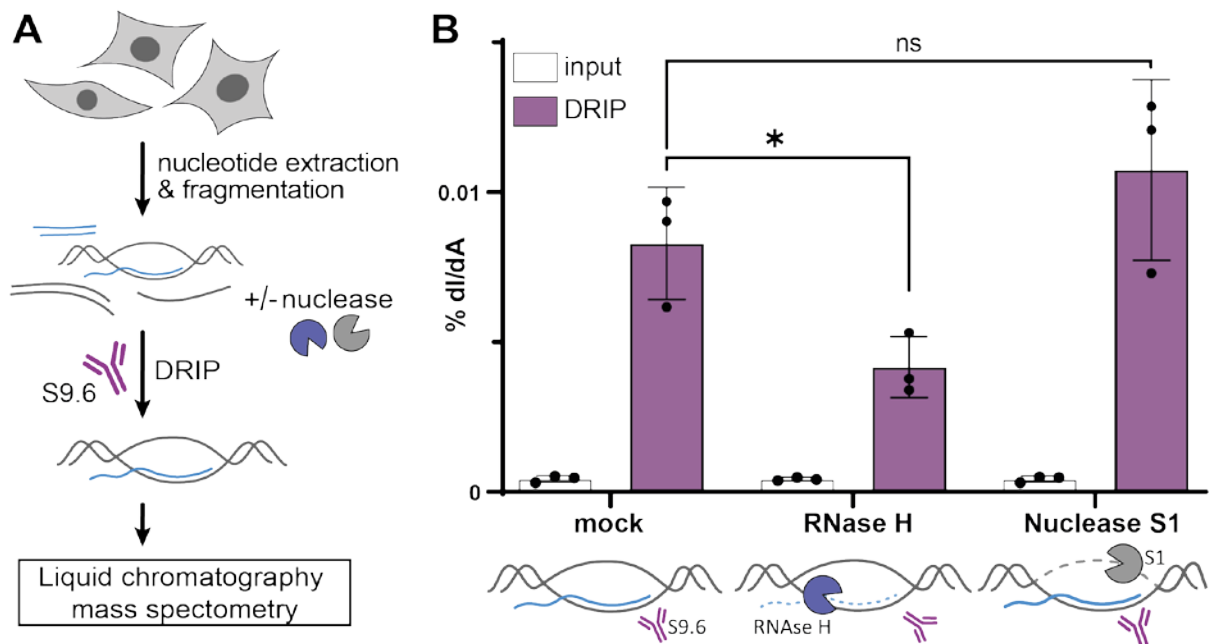 A
nucleotide extraction
& fragmentation
+/- nuclease
S9.6
DRIP
Liquid chromatography
mass spectometry
B
input
DRIP
ns
*
% dI/dA
0.01
0
mock
RNase H
Nuclease S1
S9.6
RNAse H
S1